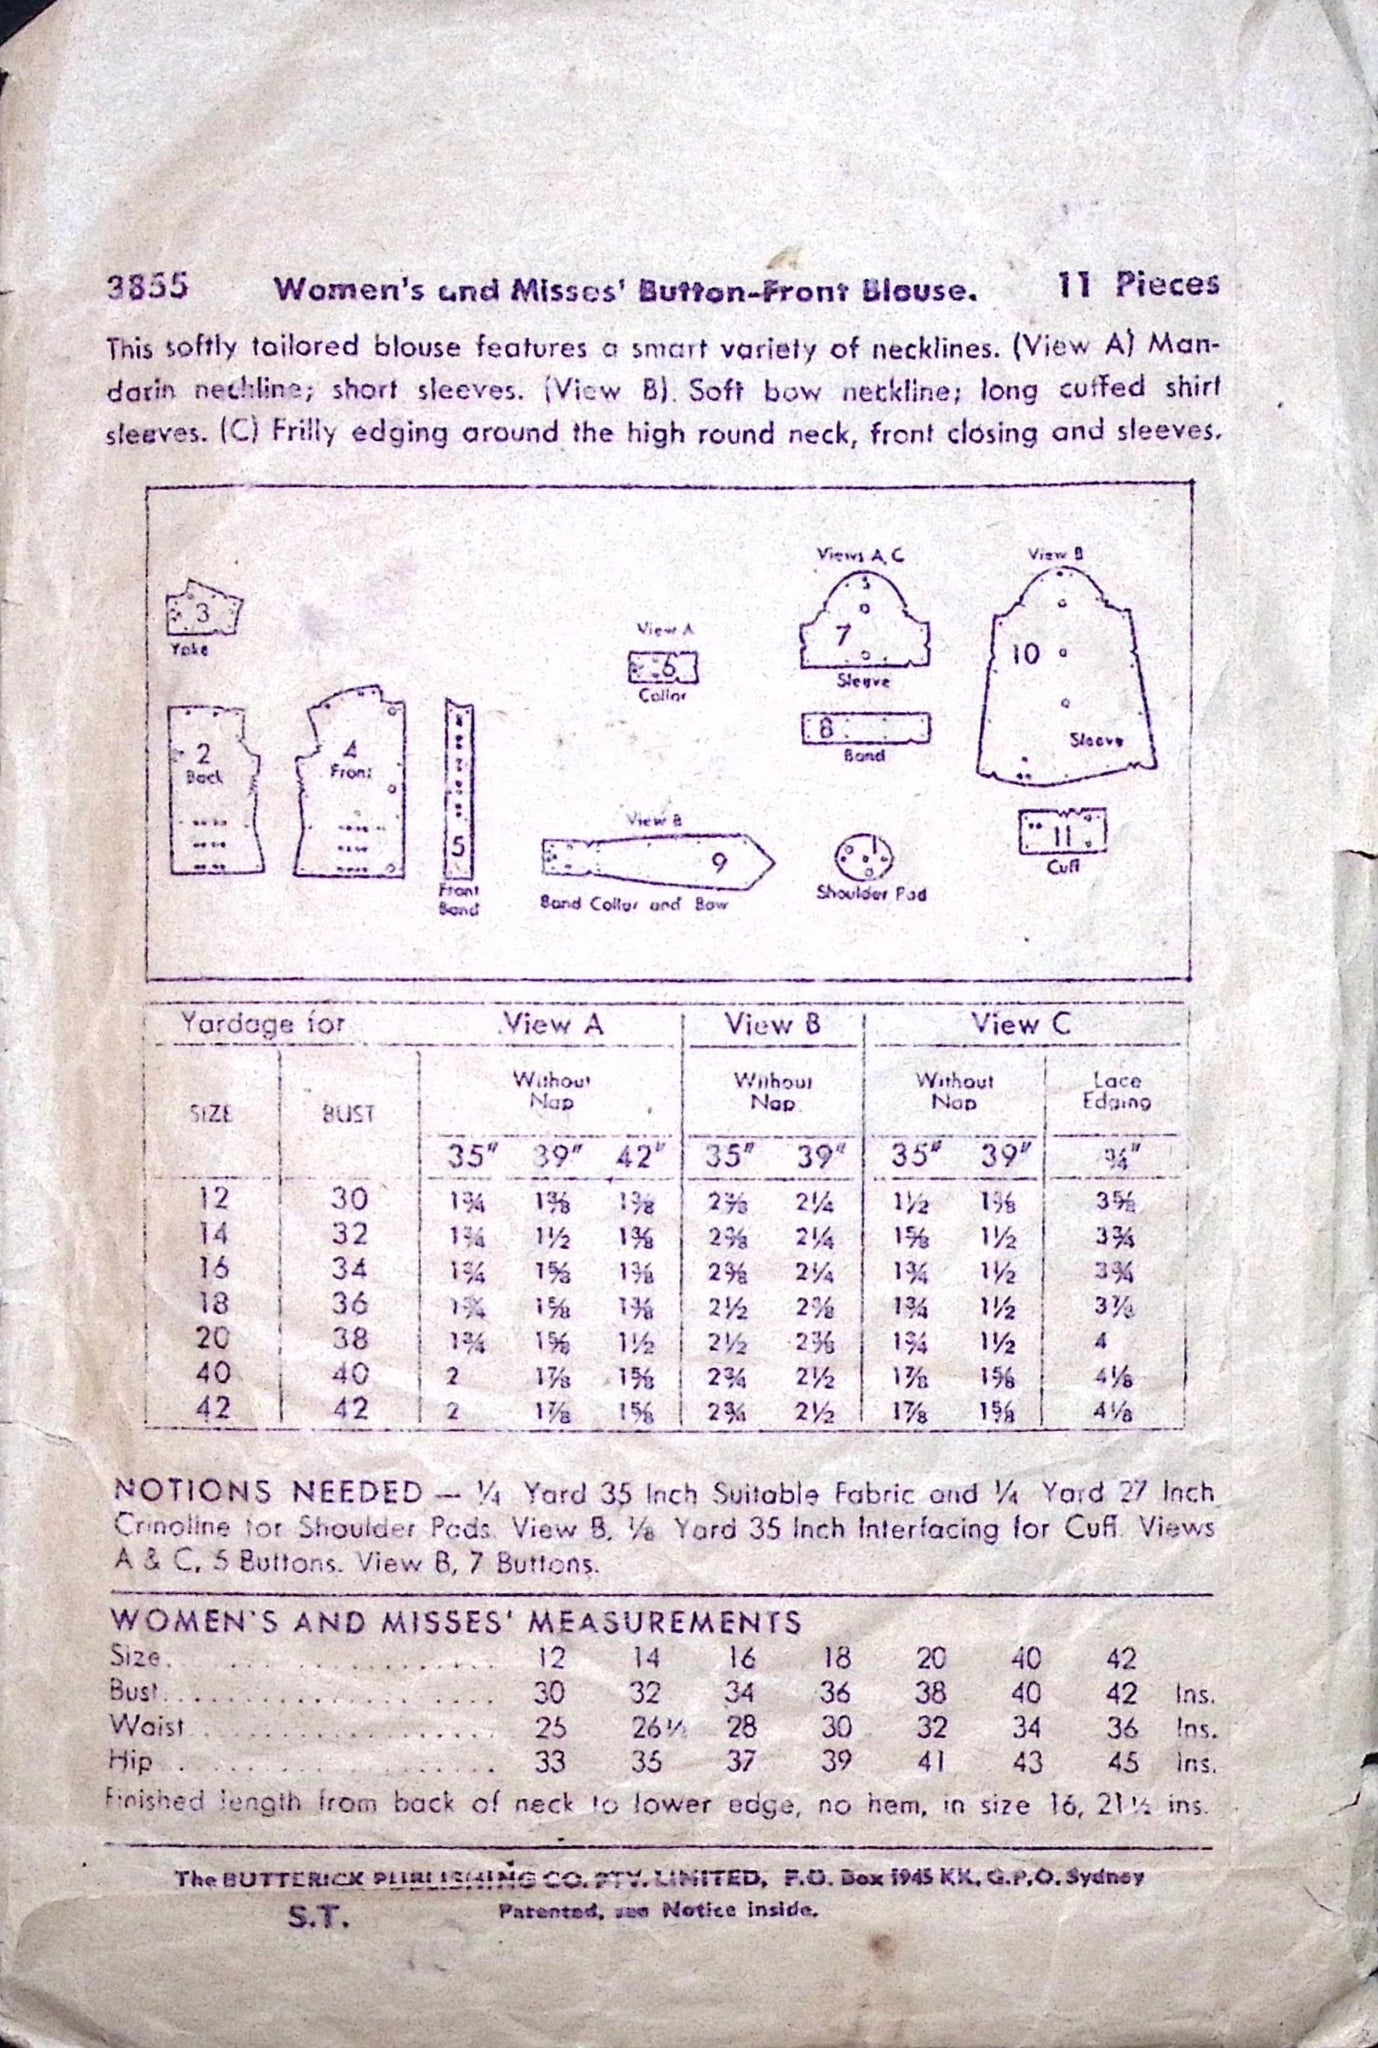 3855 Women's and Misses' Button-Front Blouse. 11 Pieces
This softly tailored blouse features a smart variety of necklines. (View A) Man-
darin neckline; short sleeves. (View B). Soft bow neckline; long cuffed shirt
sleeves. (C) Frilly edging around the high round neck, front closing and sleeves.
Views A, C View B
3
Yoke
View A
6
Collar
7
Sleeve
10
Sleeve
2
Back
4
Front
5
Front
Band
8
Band
View B
9
Band Collar and Bow
1
Shoulder Pad
11
Cuff
Yardage for View A View B View C
SIZE BUST Without Nap Without Nap Without Nap Lace Edging
35" 39" 42" 35" 39" 35" 39" ¾"
12 30 1¾ 1⅜ 1⅜ 2⅜ 2¼ 1½ 1⅜ 3⅝
14 32 1¾ 1½ 1⅜ 2⅜ 2¼ 1⅝ 1½ 3¾
16 34 1¾ 1⅝ 1⅜ 2⅜ 2¼ 1¾ 1½ 3¾
18 36 1¾ 1⅝ 1⅜ 2½ 2⅜ 1¾ 1½ 3⅞
20 38 1¾ 1⅝ 1½ 2½ 2⅜ 1¾ 1½ 4
40 40 2 1⅞ 1⅝ 2¾ 2½ 1⅞ 1⅝ 4⅛
42 42 2 1⅞ 1⅝ 2¾ 2½ 1⅞ 1⅝ 4⅛
NOTIONS NEEDED — ¼ Yard 35 Inch Suitable Fabric and ¼ Yard 27 Inch
Crinoline for Shoulder Pads. View B, ⅛ Yard 35 Inch Interfacing for Cuff. Views
A & C, 5 Buttons. View B, 7 Buttons.
WOMEN'S AND MISSES' MEASUREMENTS
Size. . . . . . . . . . . . . . . . . 12 14 16 18 20 40 42
Bust. . . . . . . . . . . . . . . . . 30 32 34 36 38 40 42 Ins.
Waist . . . . . . . . . . . . . . . . 25 26½ 28 30 32 34 36 Ins.
Hip . . . . . . . . . . . . . . . . . 33 35 37 39 41 43 45 Ins.
Finished length from back of neck to lower edge, no hem, in size 16, 21½ ins.
The BUTTERICK PUBLISHING CO. PTY. LIMITED, P.O. Box 1945 KK, G.P.O. Sydney
S.T. Patented, see Notice inside.